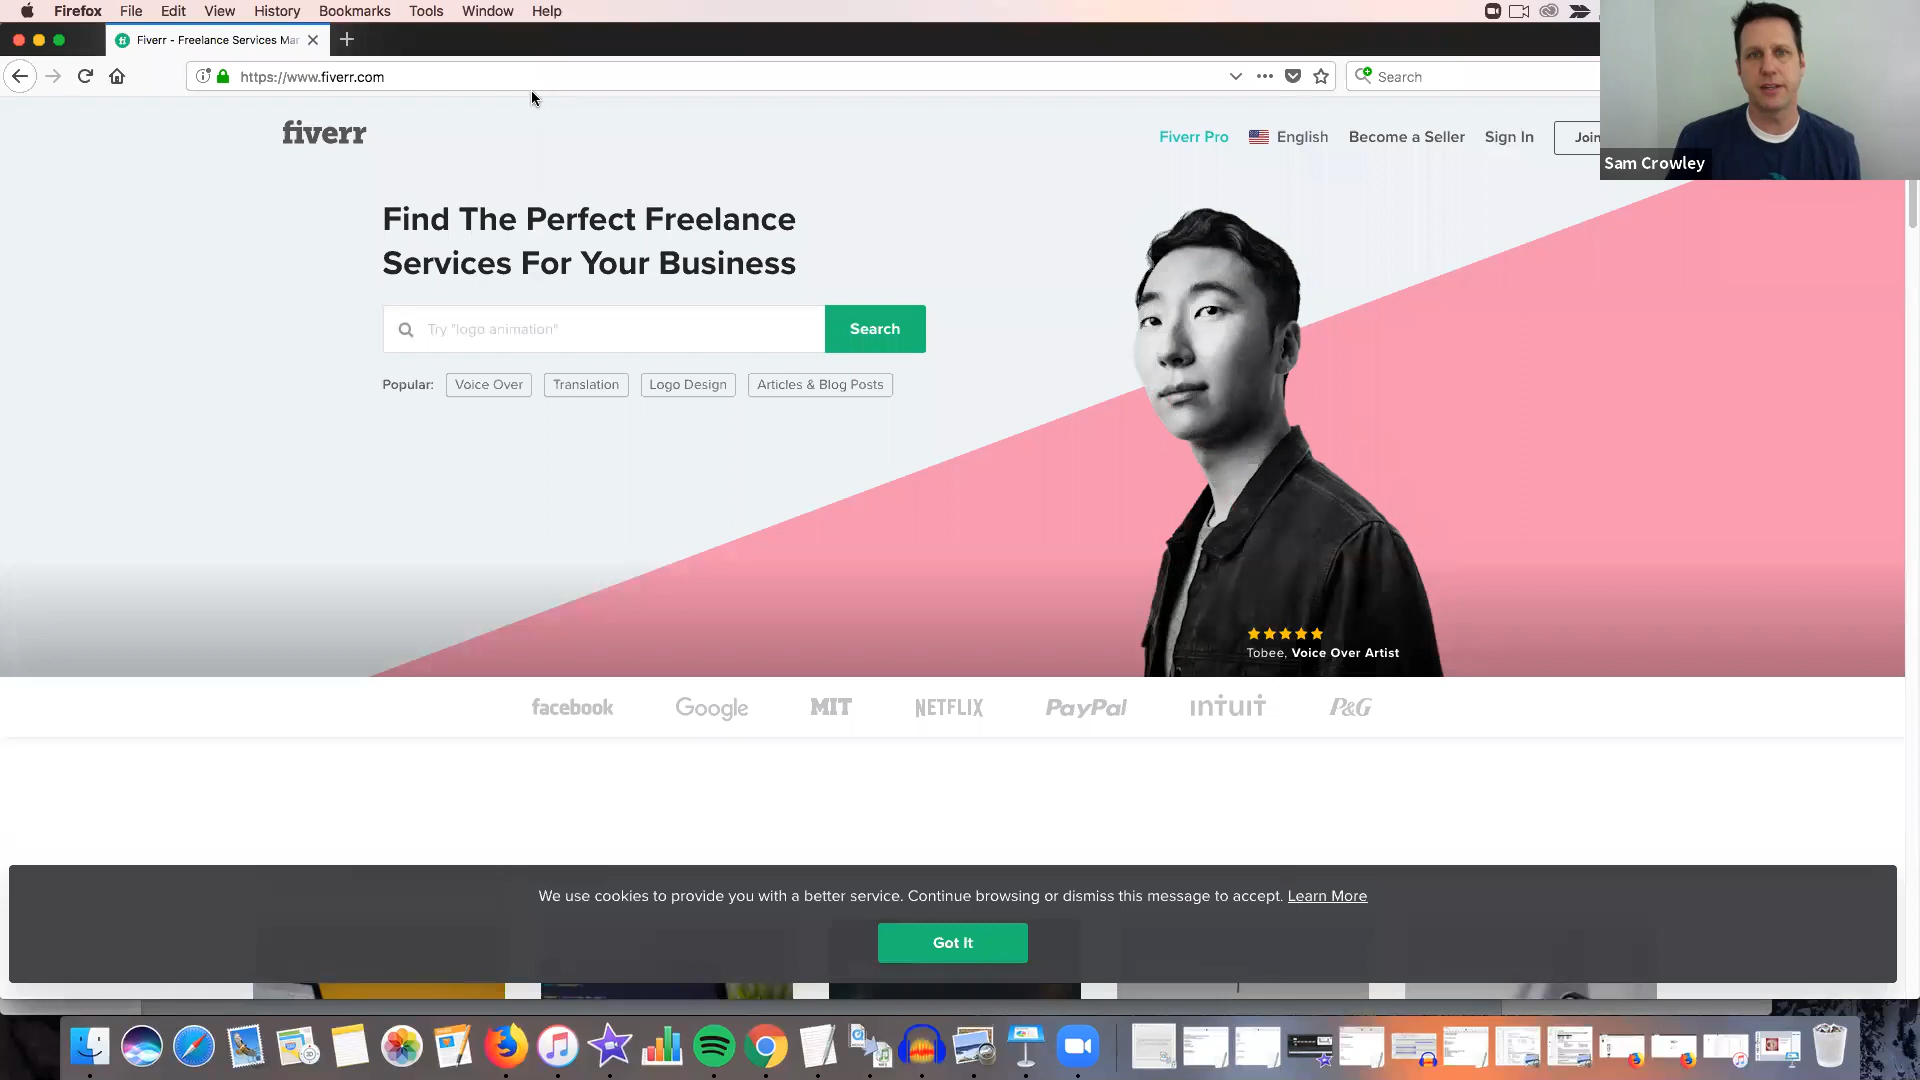 Firefox File Edit View History Bookmarks Tools Window Help
Fiverr - Freelance Services Mar
https://www.fiverr.com
Search
Sam Crowley
fiverr
Fiverr Pro English Become a Seller Sign In Join
Find The Perfect Freelance
Services For Your Business
Try "logo animation"
Search
Popular: Voice Over Translation Logo Design Articles & Blog Posts
Tobee, Voice Over Artist
facebook Google MIT NETFLIX PayPal intuit P&G
We use cookies to provide you with a better service. Continue browsing or dismiss this message to accept. Learn More
Got It